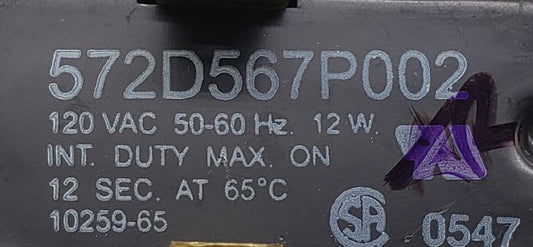 572D567P002
120 VAC 50-60 Hz. 12 W.
INT. DUTY MAX. ON
12 SEC. AT 65°C
10259-65
0547